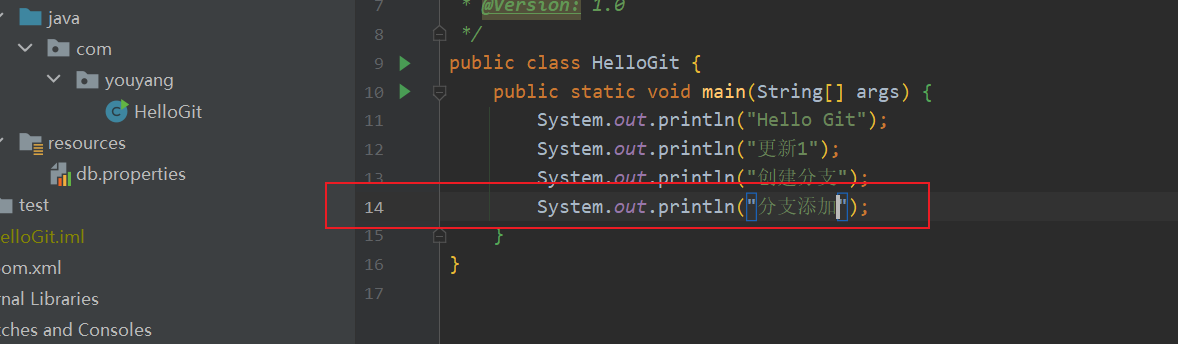 java
com
youyang
HelloGit
resources
db.properties
test
elloGit.iml
om.xml
nal Libraries
tches and Consoles
7 * @Version: 1.0
8 */
9 public class HelloGit {
10 public static void main(String[] args) {
11 System.out.println("Hello Git");
12 System.out.println("更新1");
13 System.out.println("创建分支");
14 System.out.println("分支添加");
15 }
16 }
17